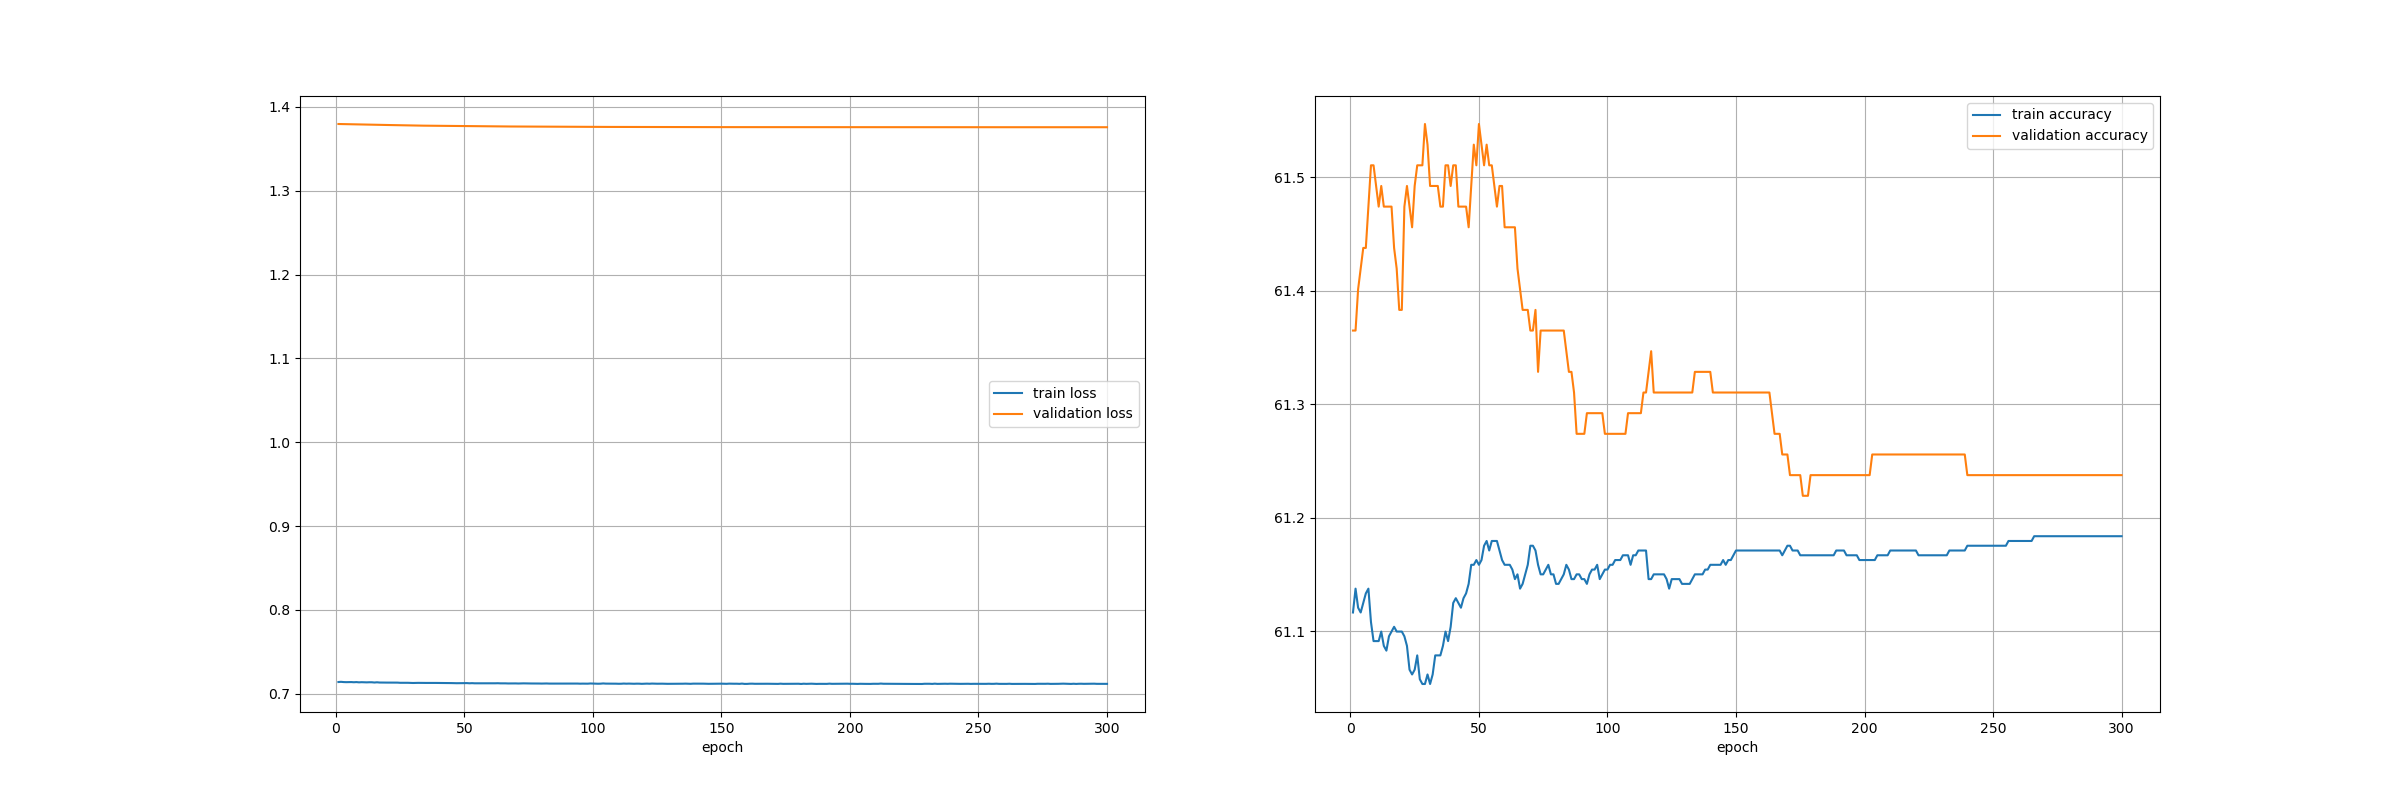 1.4
1.3
1.2
1.1
1.0
0.9
0.8
0.7
0 50 100 150 200 250 300
epoch
train loss
validation loss
61.5
61.4
61.3
61.2
61.1
0 50 100 150 200 250 300
epoch
train accuracy
validation accuracy